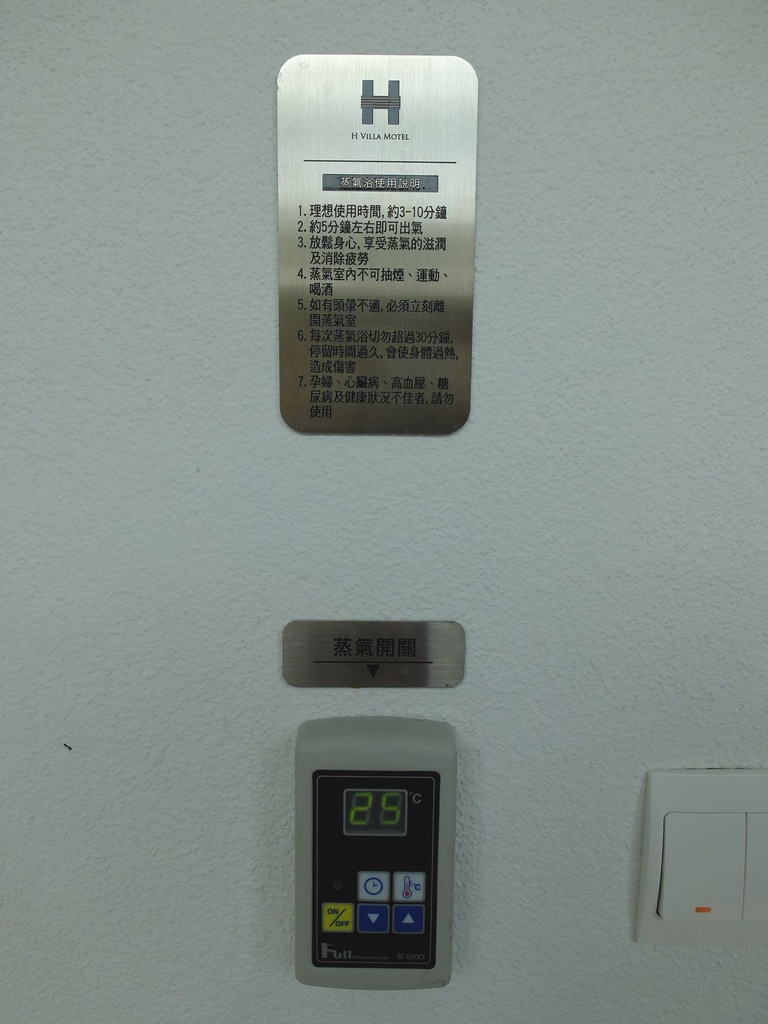 H
H VILLA MOTEL
蒸氣浴使用說明
1. 理想使用時間,約3-10分鐘
2. 約5分鐘左右即可出氣
3. 放鬆身心,享受蒸氣的滋潤
及消除疲勞
4. 蒸氣室內不可抽煙、運動、
喝酒
5. 如有頭暈不適,必須立刻離
開蒸氣室
6. 每次蒸氣浴切勿超過30分鐘,
停留時間過久,會使身體過熱,
造成傷害
7. 孕婦、心臟病、高血壓、糖
尿病及健康狀況不佳者,請勿
使用
蒸氣開關
25 °C
°C
ON/OFF
Full